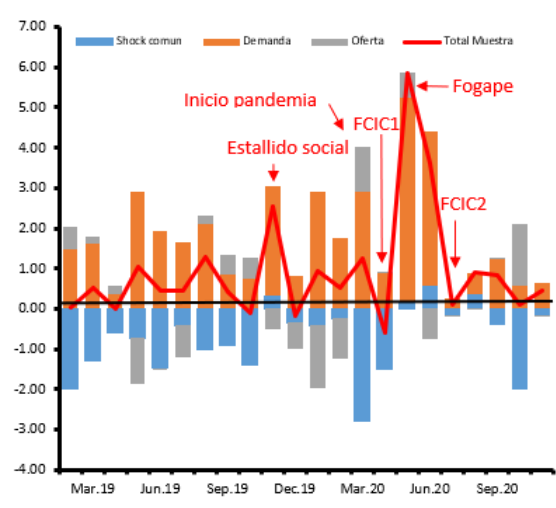 7.00
Shock comun
Demanda
Oferta
Total Muestra
6.00
Fogape
5.00
Inicio pandemia
FCIC1
4.00
Estallido social
3.00
FCIC2
2.00
1.00
0.00
-1.00
-2.00
-3.00
-4.00
Mar.19 Jun.19 Sep.19 Dec.19 Mar.20 Jun.20 Sep.20